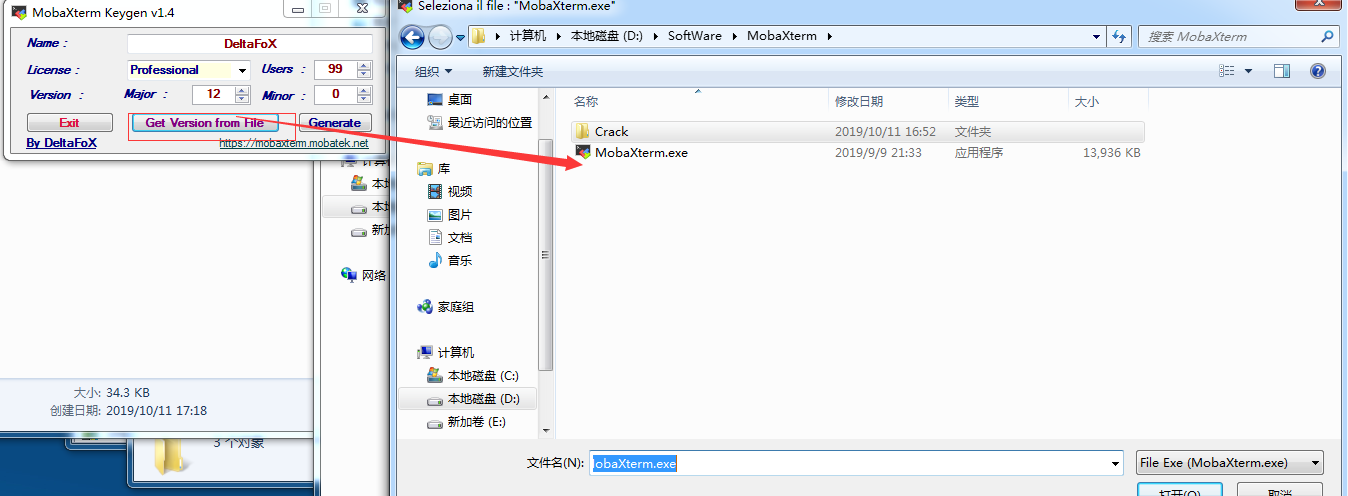 MobaXterm Keygen v1.4
Name :
DeltaFoX
License :
Professional
Users :
99
Version :
Major :
12
Minor :
0
Exit
Get Version from File
Generate
By DeltaFoX
https://mobaxterm.mobatek.net
计算机
本地
本地
新加
网络
大小: 34.3 KB
创建日期: 2019/10/11 17:18
3 个对象
Seleziona il file : "MobaXterm.exe"
计算机
本地磁盘 (D:)
SoftWare
MobaXterm
搜索 MobaXterm
组织
新建文件夹
桌面
最近访问的位置
库
视频
图片
文档
音乐
家庭组
计算机
本地磁盘 (C:)
本地磁盘 (D:)
新加卷 (E:)
名称 修改日期 类型 大小
Crack 2019/10/11 16:52 文件夹
MobaXterm.exe 2019/9/9 21:33 应用程序 13,936 KB
文件名(N):
obaXterm.exe
File Exe (MobaXterm.exe)
打开(O)
取消